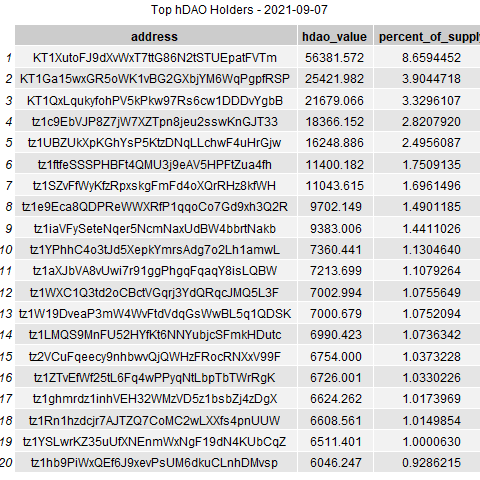 Top hDAO Holders - 2021-09-07
address hdao_value percent_of_supply
1 KT1XutoFJ9dXvWxT7ttG86N2tSTUEpatFVTm 56381.572 8.6594452
2 KT1Ga15wxGR5oWK1vBG2GXbjYM6WqPgpfRSP 25421.982 3.9044718
3 KT1QxLqukyfohPV5kPkw97Rs6cw1DDDvYgbB 21679.066 3.3296107
4 tz1c9EbVJP8Z7jW7XZTpn8jeu2sswKnGJT33 18366.152 2.8207920
5 tz1UBZUkXpKGhYsP5KtzDNqLLchwF4uHrGjw 16248.886 2.4956087
6 tz1ftfeSSSPHBFt4QMU3j9eAV5HPFtZua4fh 11400.182 1.7509135
7 tz1SZvFfWyKfzRpxskgFmFd4oXQrRHz8kfWH 11043.615 1.6961496
8 tz1e9Eca8QDPReWWXRfP1qqoCo7Gd9xh3Q2R 9702.149 1.4901185
9 tz1iaVFySeteNqer5NcmNaxUdBW4bbrtNakb 9383.006 1.4411026
10 tz1YPhhC4o3tJd5XepkYmrsAdg7o2Lh1amwL 7360.441 1.1304640
11 tz1aXJbVA8vUwi7r91ggPhgqFqaqY8isLQBW 7213.699 1.1079264
12 tz1WXC1Q3td2oCBctVGqrj3YdQRqcJMQ5L3F 7002.994 1.0755649
13 tz1W19DveaP3mW4WvFtdVdqGsWwBL5q1QDSK 7000.679 1.0752094
14 tz1LMQS9MnFU52HYfKt6NNYubjcSFmkHDutc 6990.423 1.0736342
15 tz2VCuFqeecy9nhbwvQjQWHzFRocRNXxV99F 6754.000 1.0373228
16 tz1ZTvEfWf25tL6Fq4wPPyqNtLbpTbTWrRgK 6726.001 1.0330226
17 tz1ghmrdz1inhVEH32WMzVD5z1bsbZj4zDgX 6624.262 1.0173969
18 tz1Rn1hzdcjr7AJTZQ7CoMC2wLXXfs4pnUUW 6608.561 1.0149854
19 tz1YSLwrKZ35uUfXNEnmWxNgF19dN4KUbCqZ 6511.401 1.0000630
20 tz1hb9PiWxQEf6J9xevPsUM6dkuCLnhDMvsp 6046.247 0.9286215